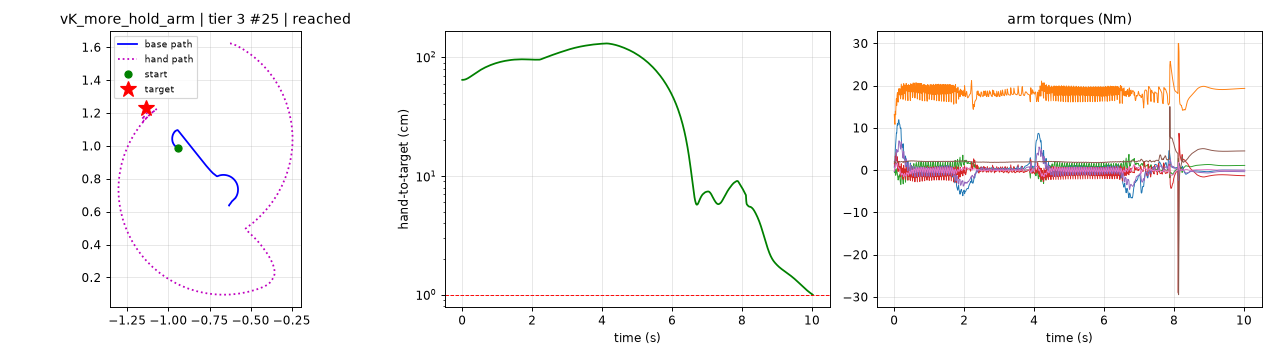 vK_more_hold_arm | tier 3 #25 | reached
base path
hand path
start
target
1.6
1.4
1.2
1.0
0.8
0.6
0.4
0.2
−1.25 −1.00 −0.75 −0.50 −0.25
hand-to-target (cm)
10²
10¹
10⁰
0 2 4 6 8 10
time (s)
arm torques (Nm)
30
20
10
0
−10
−20
−30
0 2 4 6 8 10
time (s)